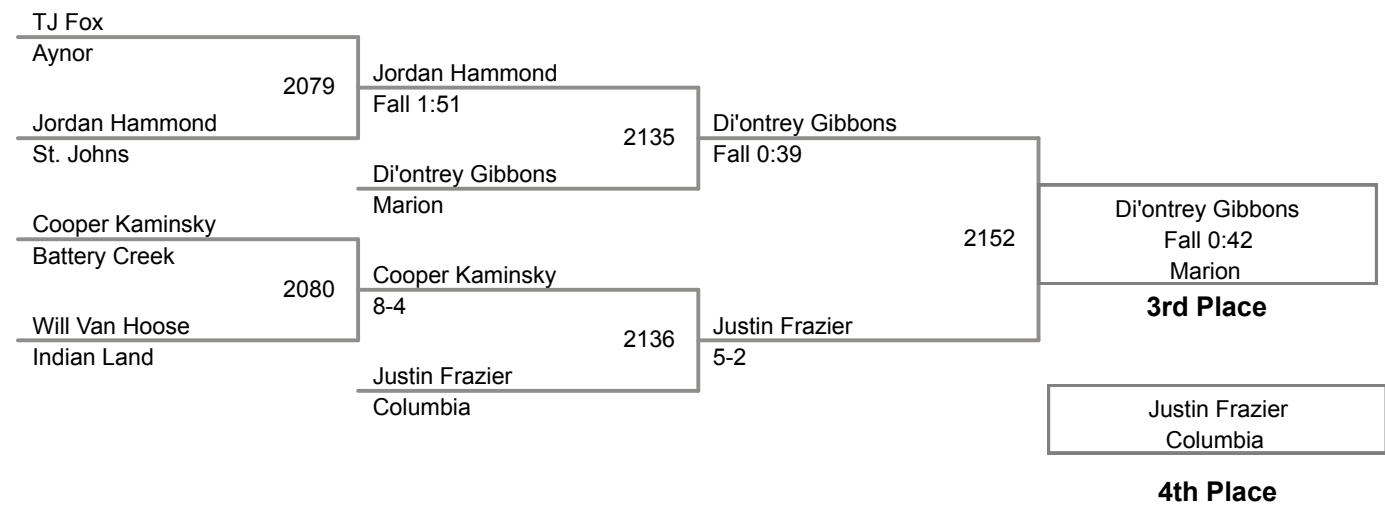 TJ Fox
Aynor
2079
Jordan Hammond
St. Johns
Jordan Hammond
Fall 1:51
2135
Di'ontrey Gibbons
Marion
Di'ontrey Gibbons
Fall 0:39
Cooper Kaminsky
Battery Creek
2080
Will Van Hoose
Indian Land
Cooper Kaminsky
8-4
2136
Justin Frazier
Columbia
Justin Frazier
5-2
2152
Di'ontrey Gibbons
Fall 0:42
Marion
3rd Place
Justin Frazier
Columbia
4th Place